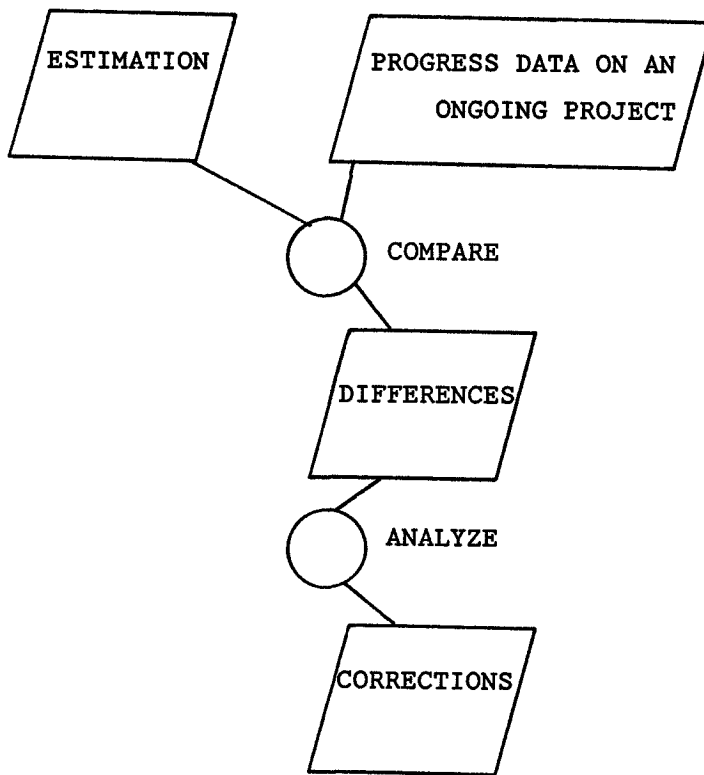 ESTIMATION
PROGRESS DATA ON AN
ONGOING PROJECT
COMPARE
DIFFERENCES
ANALYZE
CORRECTIONS